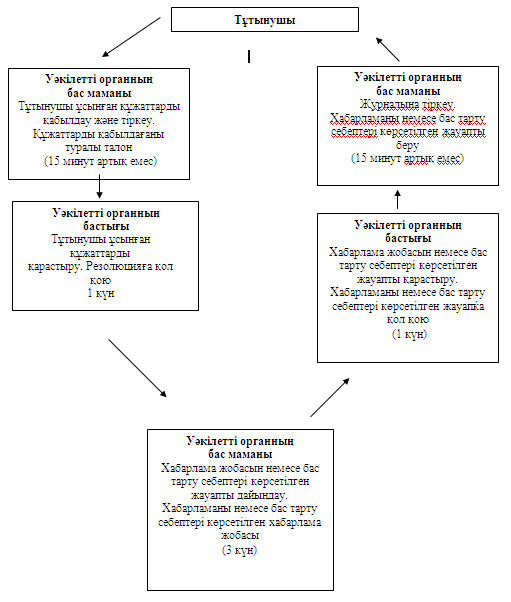 Тұтынушы
Уәкілетті органның
бас маманы
Тұтынушы ұсынған құжаттарды
қабылдау және тіркеу.
Құжаттарды қабылдағаны
туралы талон
(15 минут артық емес)
Уәкілетті органның
бастығы
Тұтынушы ұсынған
құжаттарды
қарастыру. Резолюцияға қол
қою
1 күн
Уәкілетті органның
бас маманы
Хабарлама жобасын немесе бас
тарту себептері көрсетілген
жауапты дайындау.
Хабарламаны немесе бас тарту
себептері көрсетілген хабарлама
жобасы
(3 күн)
Уәкілетті органның
бастығы
Хабарлама жобасын немесе бас
тарту себептері көрсетілген
жауапты қарастыру.
Хабарламаны немесе бас тарту
себептері көрсетілген жауапқа
қол қою
(1 күн)
Уәкілетті органның
бас маманы
Журналына тіркеу.
Хабарламаны немесе бас тарту
себептері көрсетілген жауапты
беру
(15 минут артық емес)